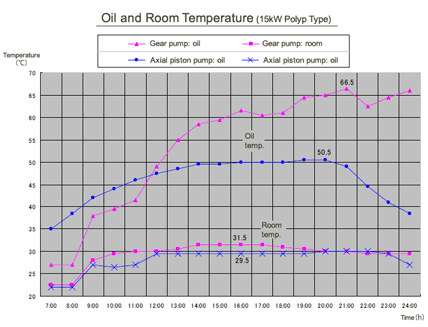 Oil and Room Temperature (15kW Polyp Type)
Gear pump: oil Gear pump: room
Axial piston pump: oil Axial piston pump: oil
Temperature
(℃)
70
65
60
55
50
45
40
35
30
25
20
66.5
Oil
temp.
50.5
Room
temp.
31.5
29.5
7:00 8:00 9:00 10:00 11:00 12:00 13:00 14:00 15:00 16:00 17:00 18:00 19:00 20:00 21:00 22:00 23:00 24:00
Time (h)